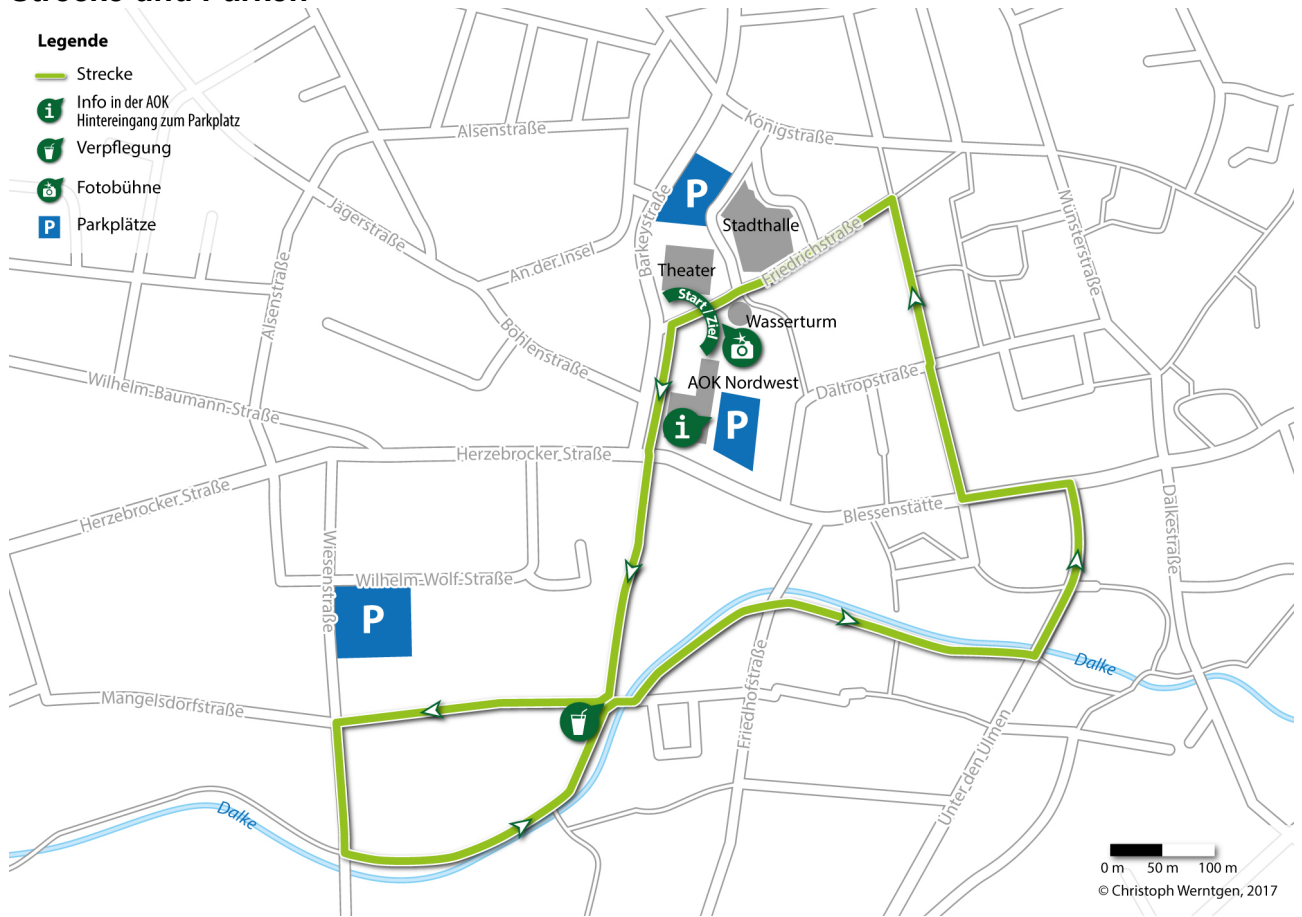 Legende
Strecke
Info in der AOK
Hintereingang zum Parkplatz
Verpflegung
Fotobühne
P Parkplätze
Alsenstraße
Königstraße
Jägerstraße
An der Insel
Barkeystraße
P
Stadthalle
Friedrichstraße
Münsterstraße
Theater
Start / Ziel
Wasserturm
Alsenstraße
Bohlenstraße
AOK Nordwest
Daltropstraße
Wilhelm-Baumann-Straße
i
P
Herzebrocker Straße
Herzebrocker Straße
Blessenstätte
Dalkestraße
Wiesenstraße
Wilhelm-Wolf-Straße
P
Dalke
Mangelsdorfstraße
Friedhofstraße
Unter den Ulmen
Dalke
0 m 50 m 100 m
© Christoph Werntgen, 2017